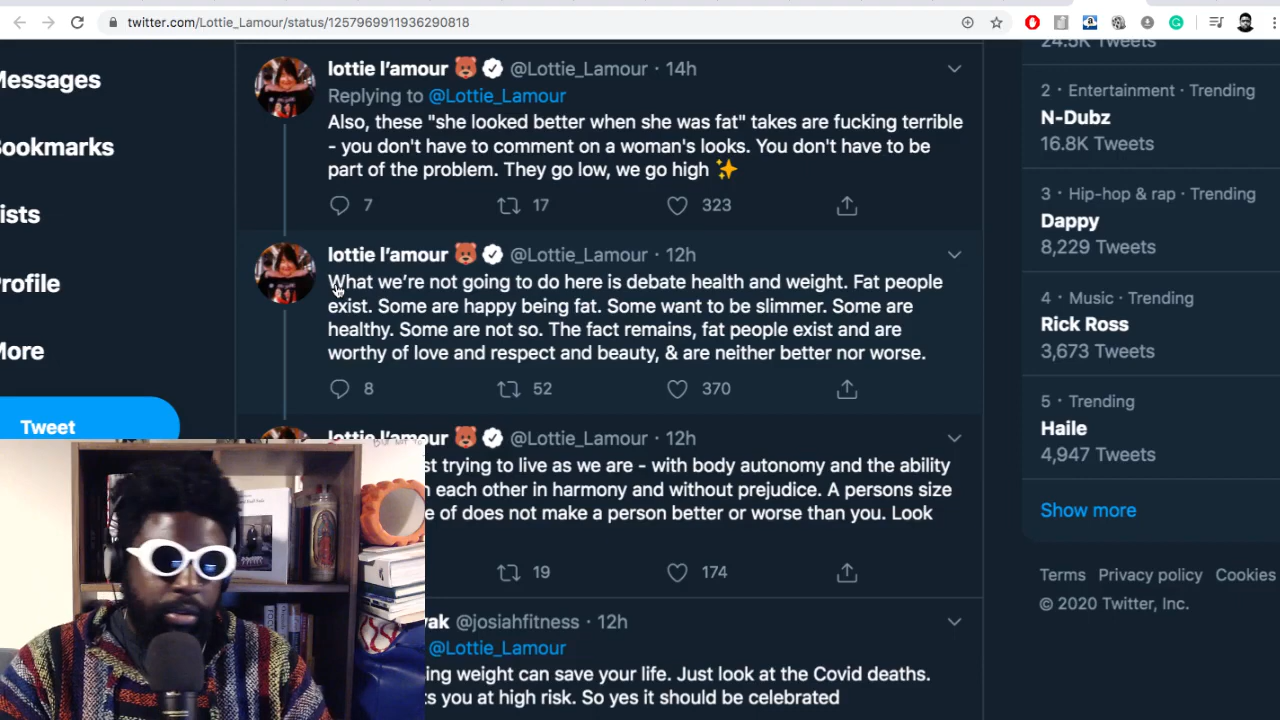 twitter.com/Lottie_Lamour/status/1257969911936290818
Messages
ookmarks
ists
rofile
More
Tweet
lottie l'amour 🐻 @Lottie_Lamour · 14h
Replying to @Lottie_Lamour
Also, these "she looked better when she was fat" takes are fucking terrible
- you don't have to comment on a woman's looks. You don't have to be
part of the problem. They go low, we go high ✨
7 17 323
lottie l'amour 🐻 @Lottie_Lamour · 12h
What we're not going to do here is debate health and weight. Fat people
exist. Some are happy being fat. Some want to be slimmer. Some are
healthy. Some are not so. The fact remains, fat people exist and are
worthy of love and respect and beauty, & are neither better nor worse.
8 52 370
lottie l'amour 🐻 @Lottie_Lamour · 12h
st trying to live as we are - with body autonomy and the ability
n each other in harmony and without prejudice. A persons size
e of does not make a person better or worse than you. Look
19 174
vak @josiahfitness · 12h
@Lottie_Lamour
ing weight can save your life. Just look at the Covid deaths.
ts you at high risk. So yes it should be celebrated
24.5K Tweets
2 · Entertainment · Trending
N-Dubz
16.8K Tweets
3 · Hip-hop & rap · Trending
Dappy
8,229 Tweets
4 · Music · Trending
Rick Ross
3,673 Tweets
5 · Trending
Haile
4,947 Tweets
Show more
Terms Privacy policy Cookies
© 2020 Twitter, Inc.